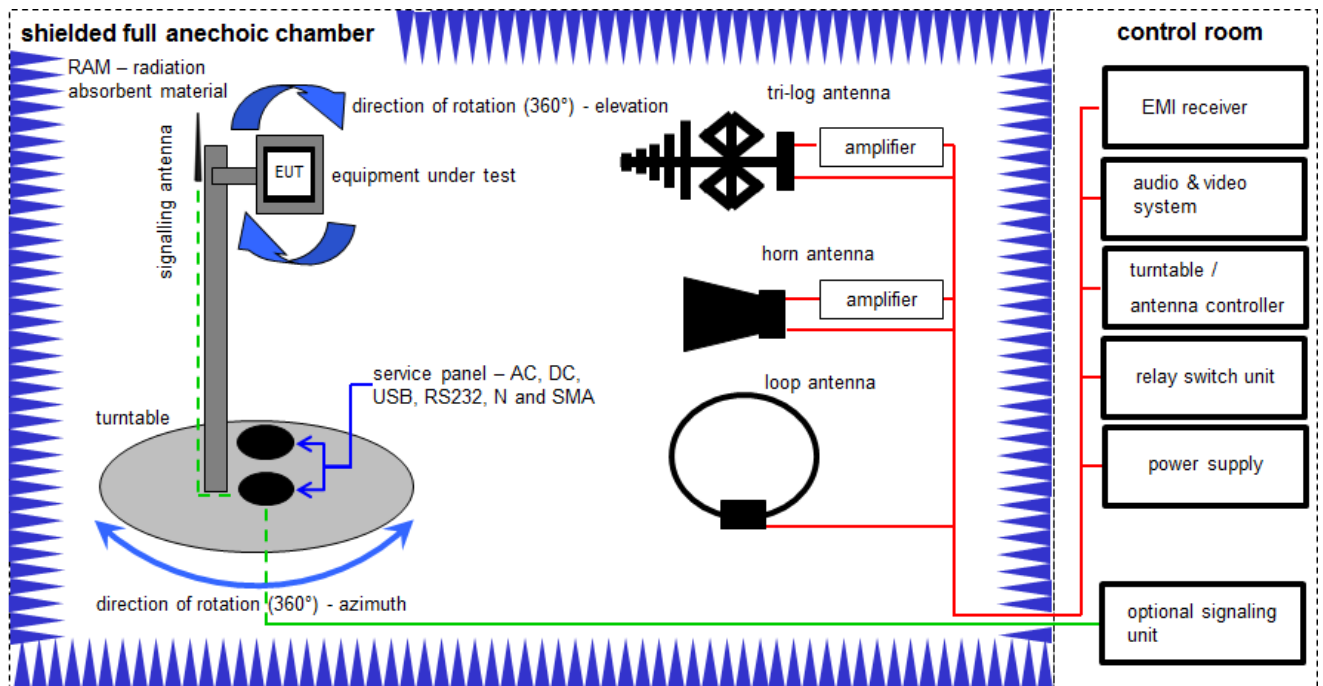 shielded full anechoic chamber
RAM – radiation
absorbent material
signalling antenna
direction of rotation (360°) - elevation
EUT
equipment under test
tri-log antenna
amplifier
horn antenna
amplifier
loop antenna
service panel – AC, DC,
USB, RS232, N and SMA
turntable
direction of rotation (360°) - azimuth
control room
EMI receiver
audio & video
system
turntable /
antenna controller
relay switch unit
power supply
optional signaling
unit